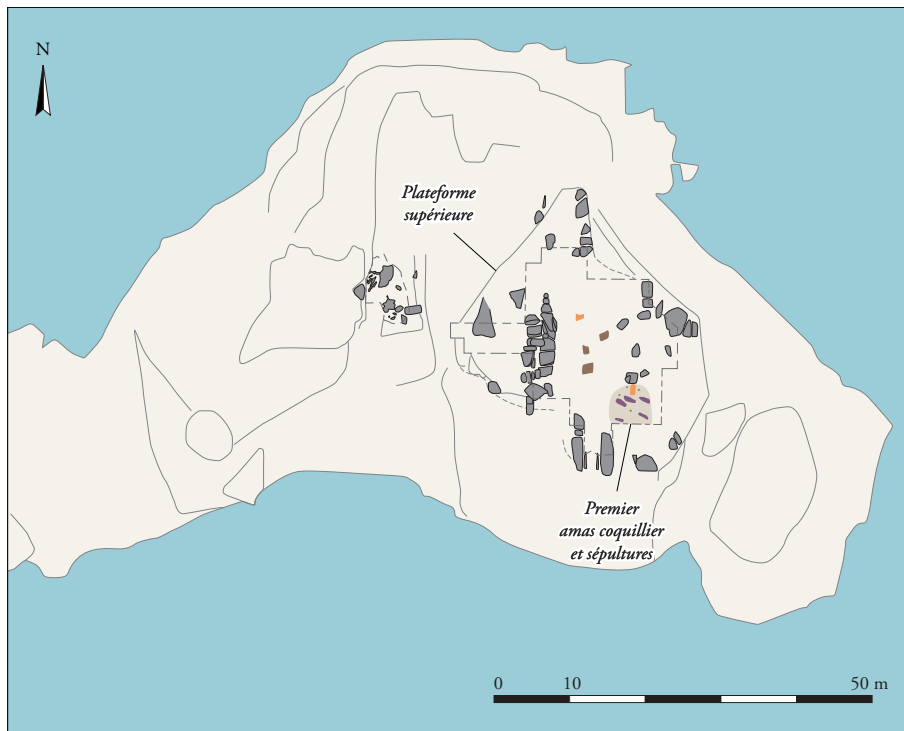 N
Plateforme
supérieure
Premier
amas coquillier
et sépultures
0 10 50 m